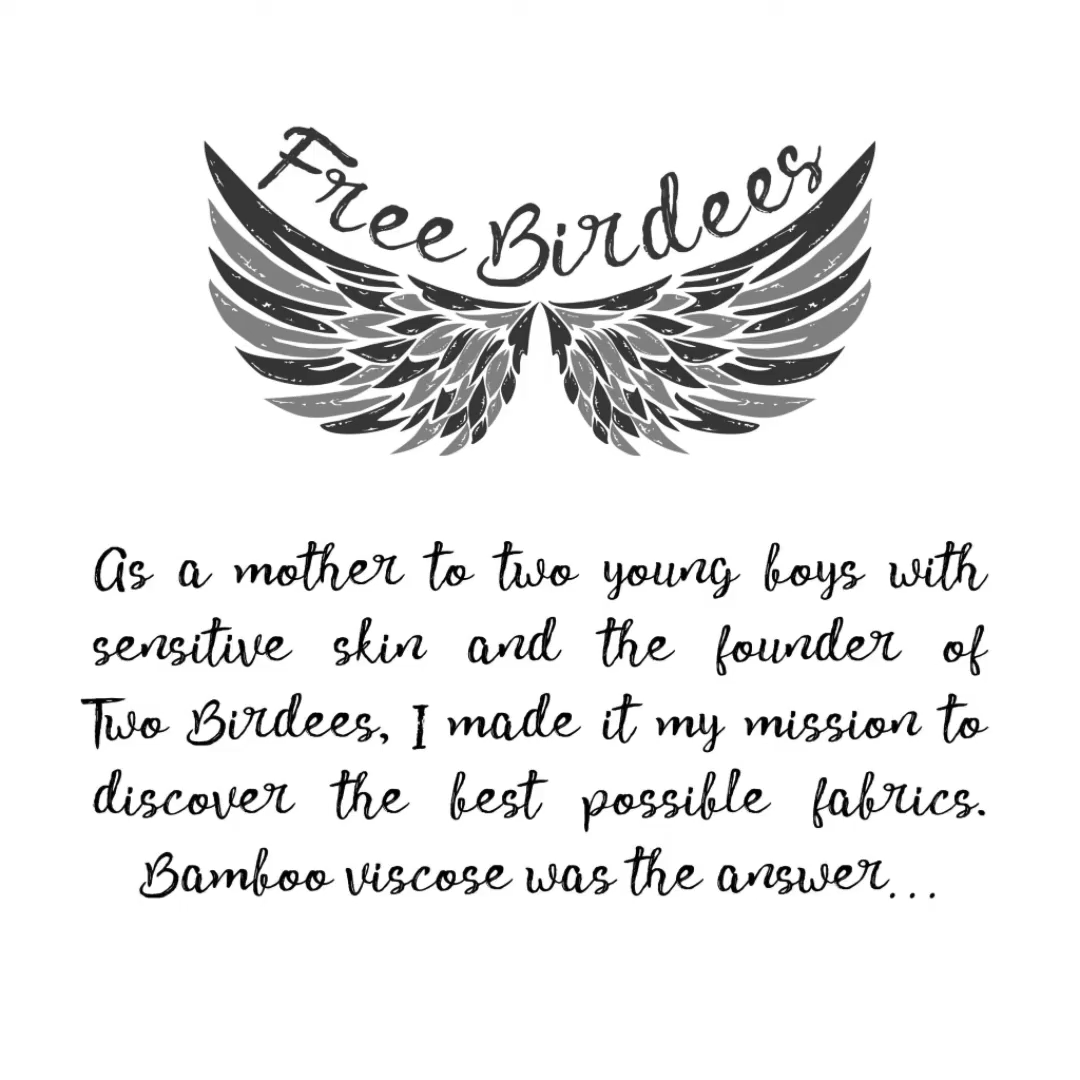 Free Birdees
As a mother to two young boys with
sensitive skin and the founder of
Two Birdees, I made it my mission to
discover the best possible fabrics.
Bamboo viscose was the answer...